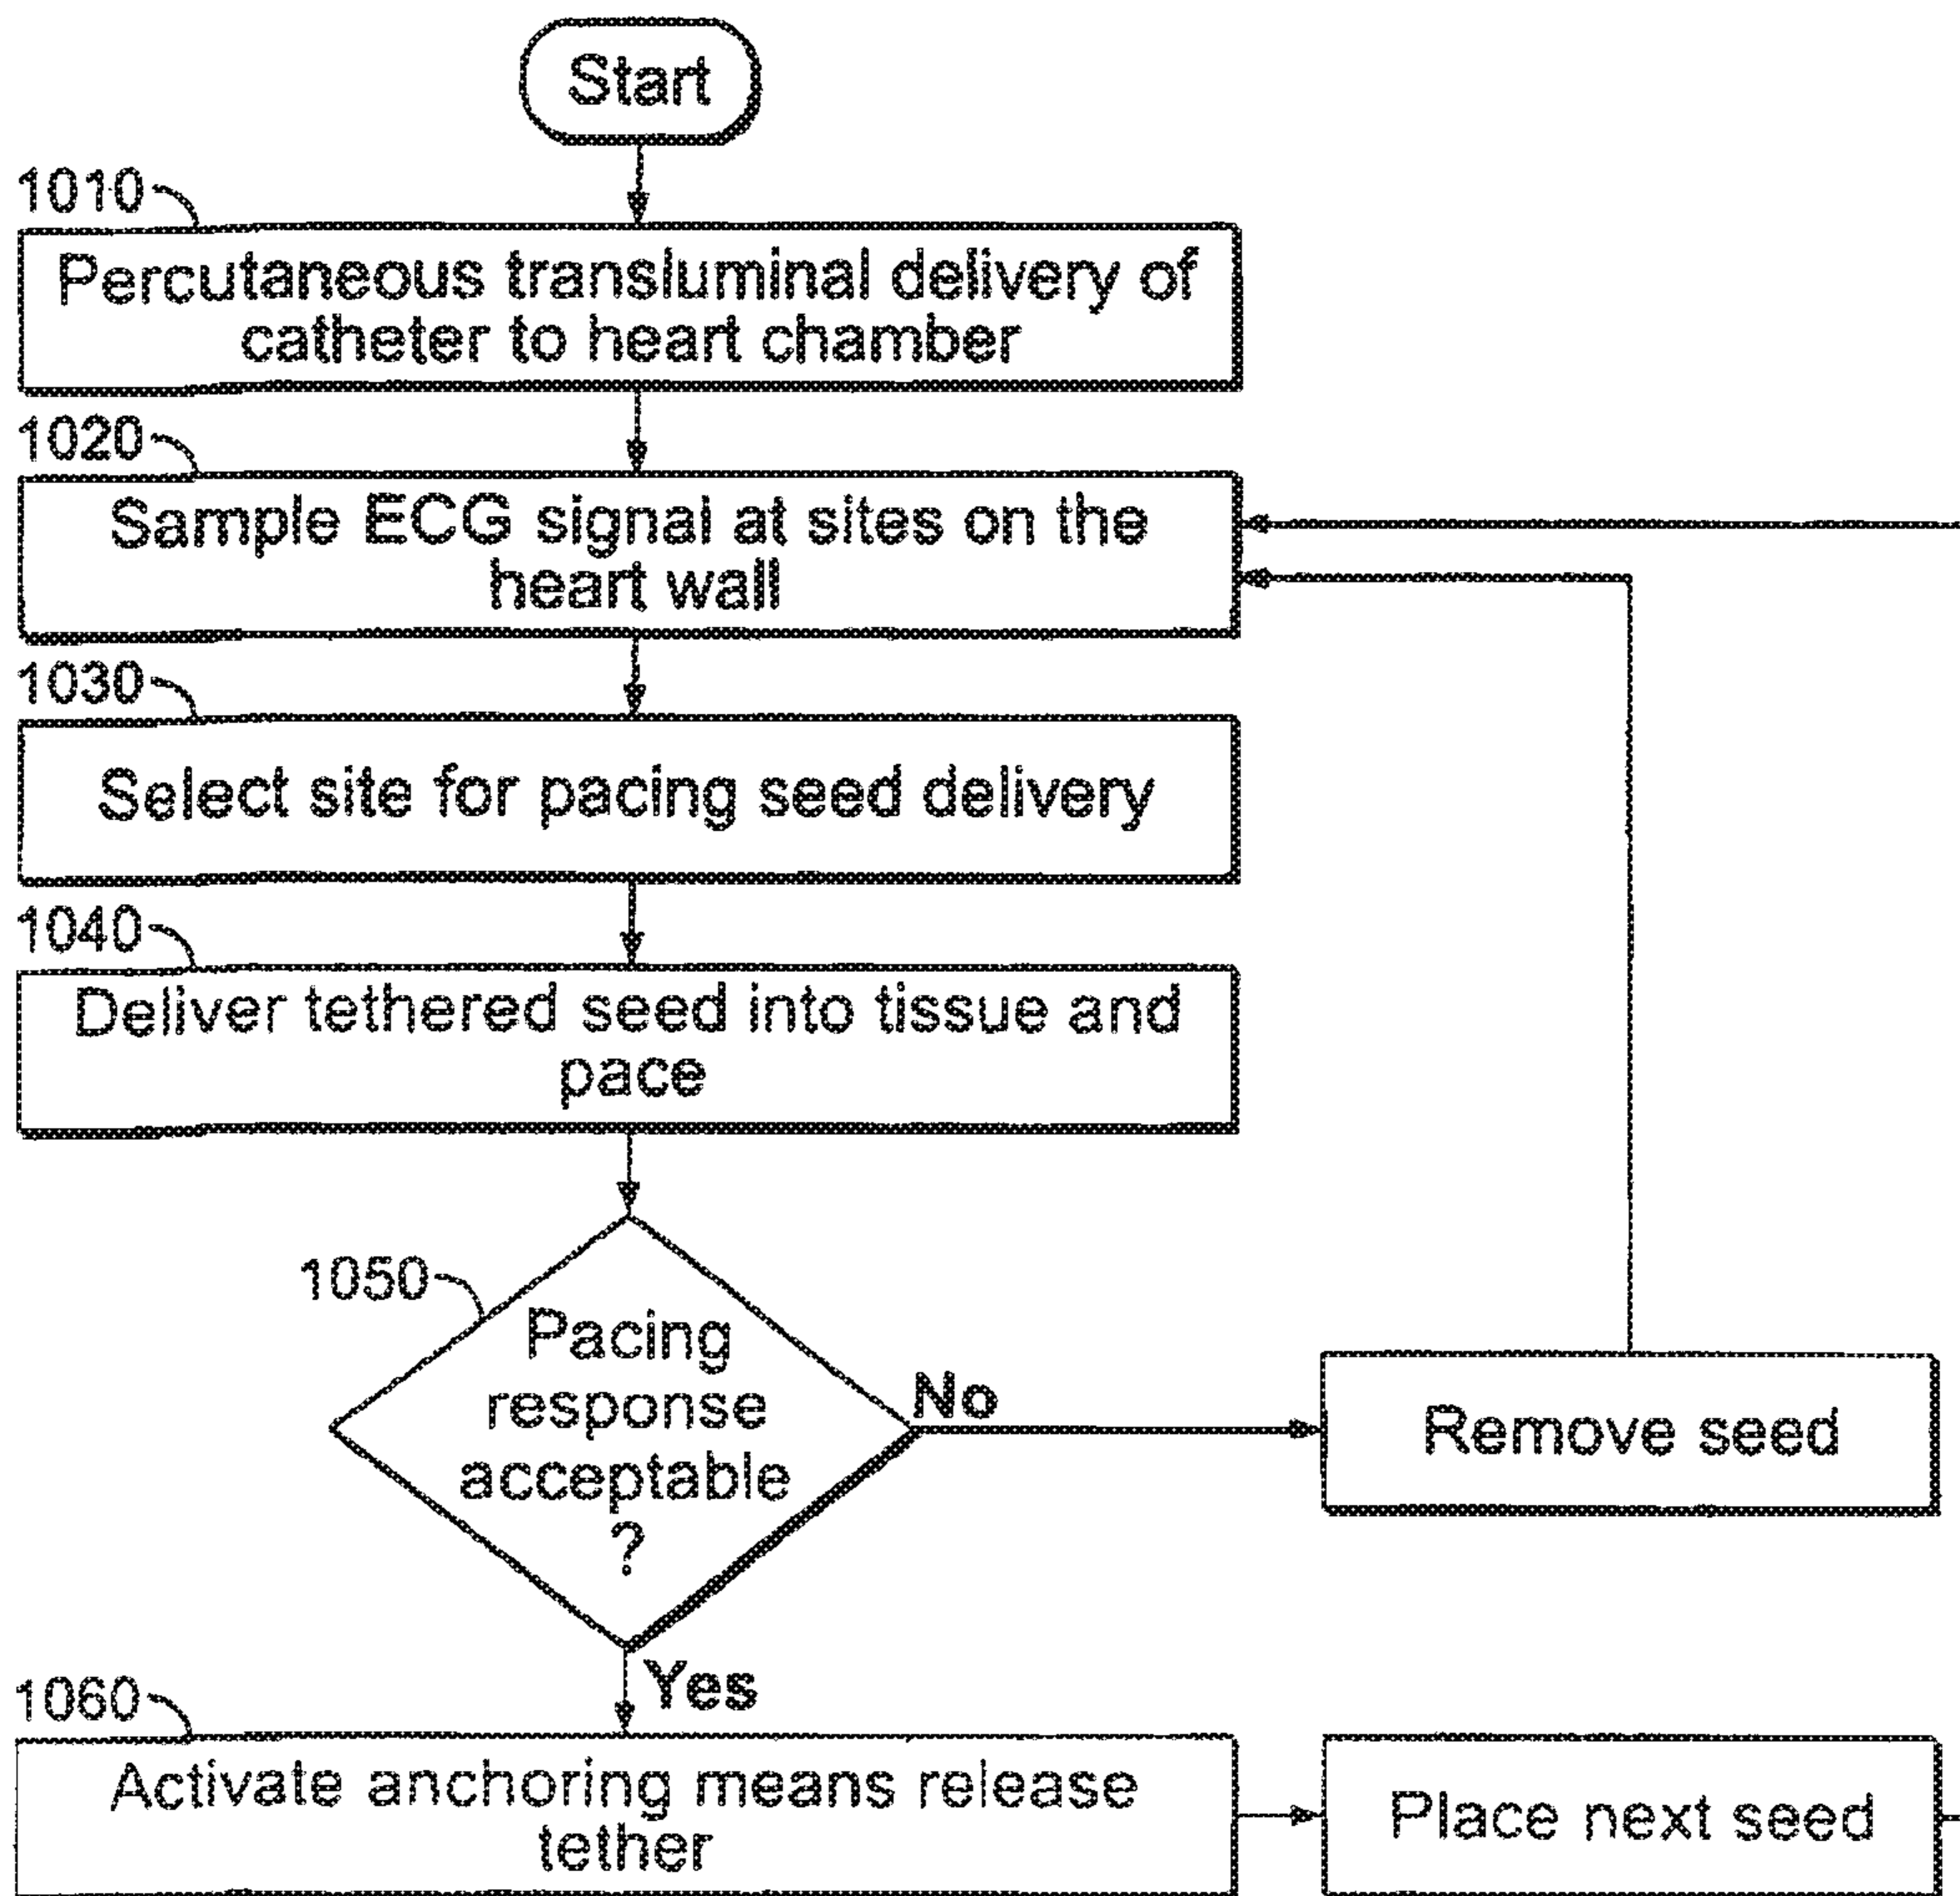 Start
1010
Percutaneous transluminal delivery of
catheter to heart chamber
1020
Sample ECG signal at sites on the
heart wall
1030
Select site for pacing seed delivery
1040
Deliver tethered seed into tissue and
pace
1050
Pacing
response
acceptable
?
No
Remove seed
Yes
1060
Activate anchoring means release
tether
Place next seed